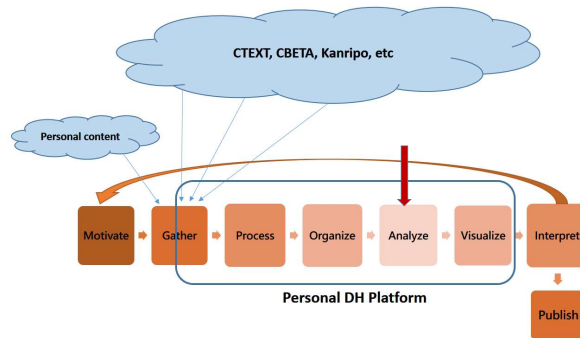 CTEXT, CBETA, Kanripo, etc
Personal content
Motivate
Gather
Process
Organize
Analyze
Visualize
Interpret
Personal DH Platform
Publish